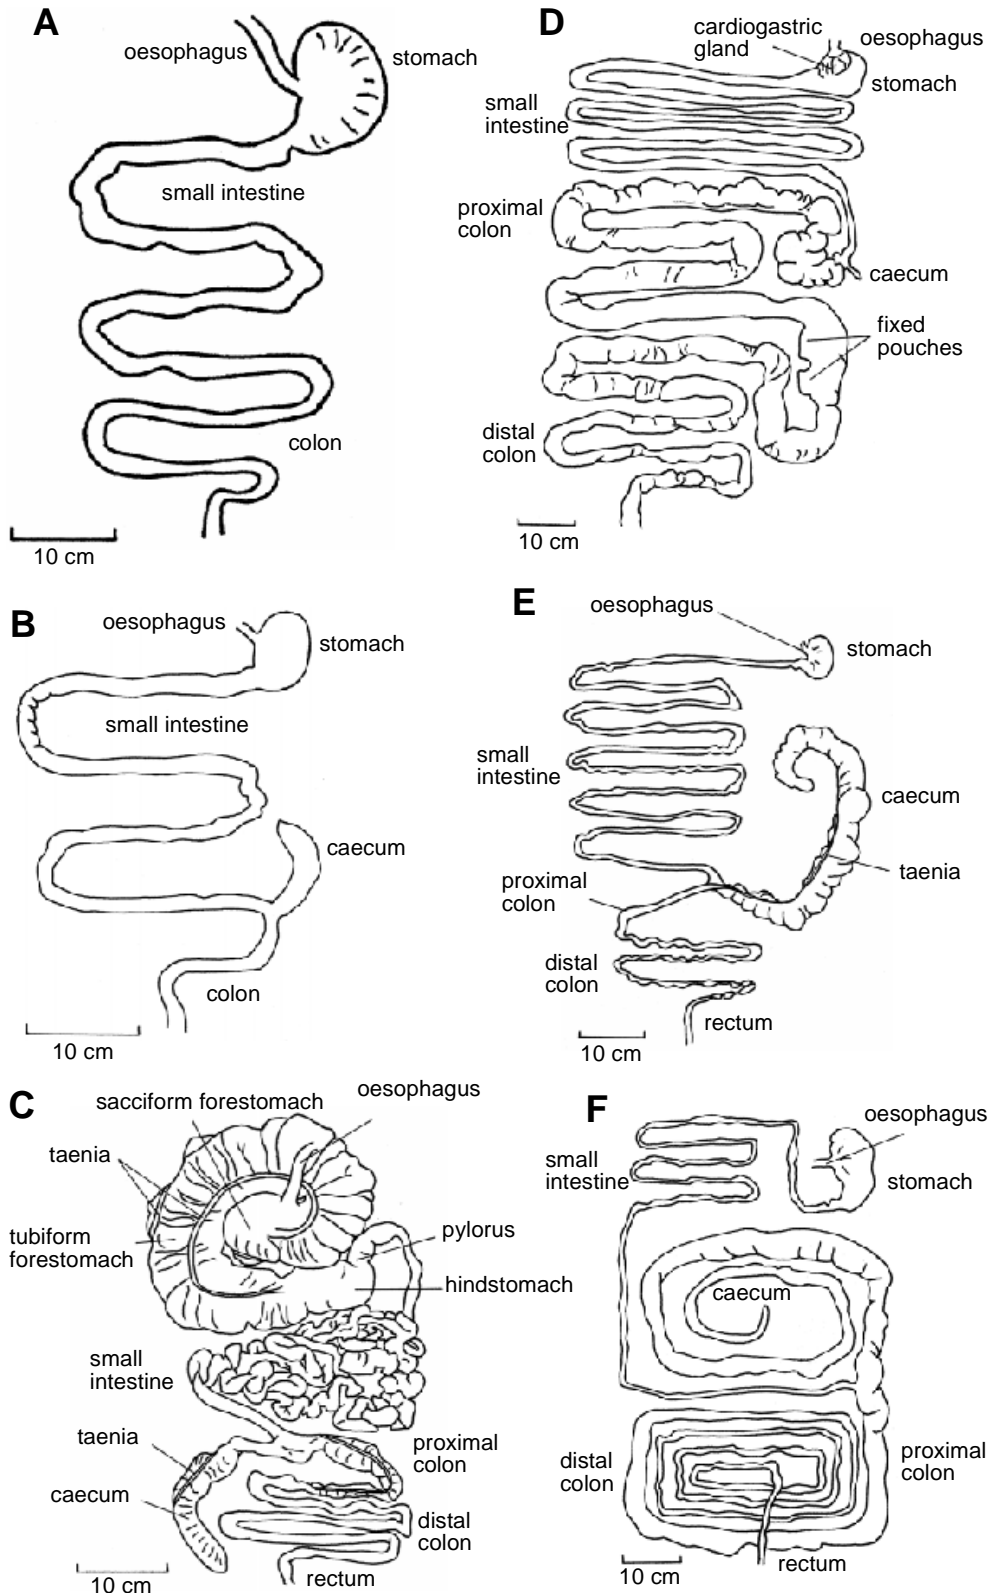 A
oesophagus
stomach
small intestine
colon
10 cm
B
oesophagus
stomach
small intestine
caecum
colon
10 cm
C
oesophagus
sacciform forestomach
taenia
tubiform
forestomach
pylorus
hindstomach
small
intestine
taenia
proximal
colon
caecum
distal
colon
rectum
10 cm
D
cardiogastric
gland
oesophagus
stomach
small
intestine
proximal
colon
caecum
fixed
pouches
distal
colon
10 cm
E
oesophagus
stomach
small
intestine
caecum
taenia
proximal
colon
distal
colon
rectum
10 cm
F
oesophagus
small
intestine
stomach
caecum
distal
colon
proximal
colon
rectum
10 cm